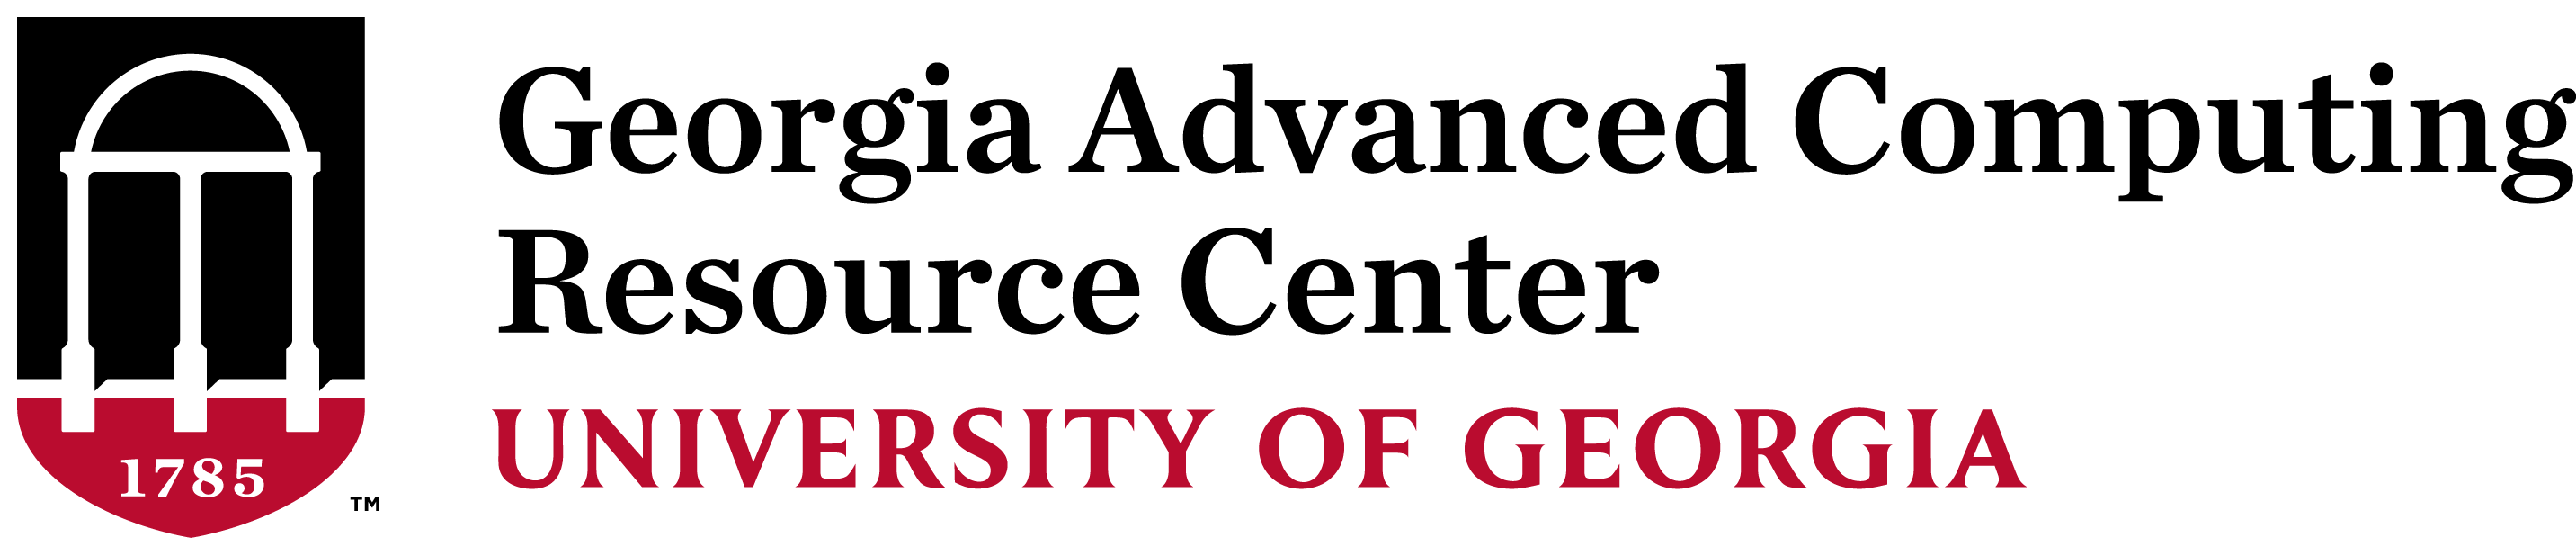 1785
™
Georgia Advanced Computing
Resource Center
UNIVERSITY OF GEORGIA